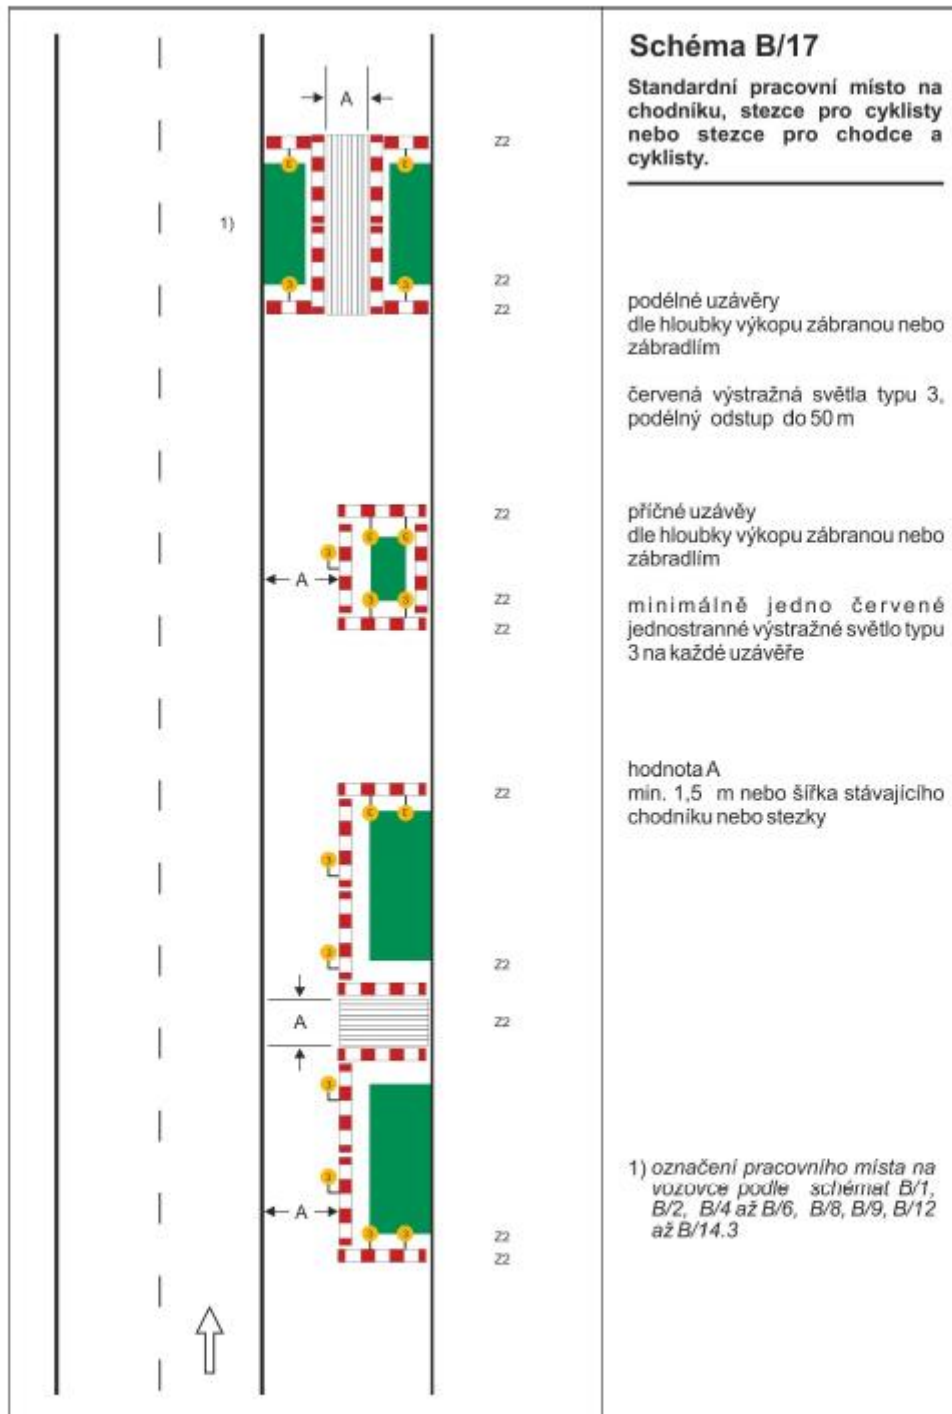 Schéma B/17
Standardní pracovní místo na
chodníku, stezce pro cyklisty
nebo stezce pro chodce a
cyklisty.
A
Z2
1)
Z2
Z2
podélné uzávěry
dle hloubky výkopu zábranou nebo
zábradlím
červená výstražná světla typu 3,
podélný odstup do 50 m
Z2
příčné uzávěy
dle hloubky výkopu zábranou nebo
zábradlím
A
Z2
Z2
minimálně jedno červené
jednostranné výstražné světlo typu
3 na každé uzávěře
hodnota A
min. 1,5 m nebo šířka stávajícího
chodníku nebo stezky
Z2
Z2
A
Z2
1) označení pracovního místa na
vozovce podle schémat B/1,
B/2, B/4 až B/6, B/8, B/9, B/12
až B/14.3
A
Z2
Z2